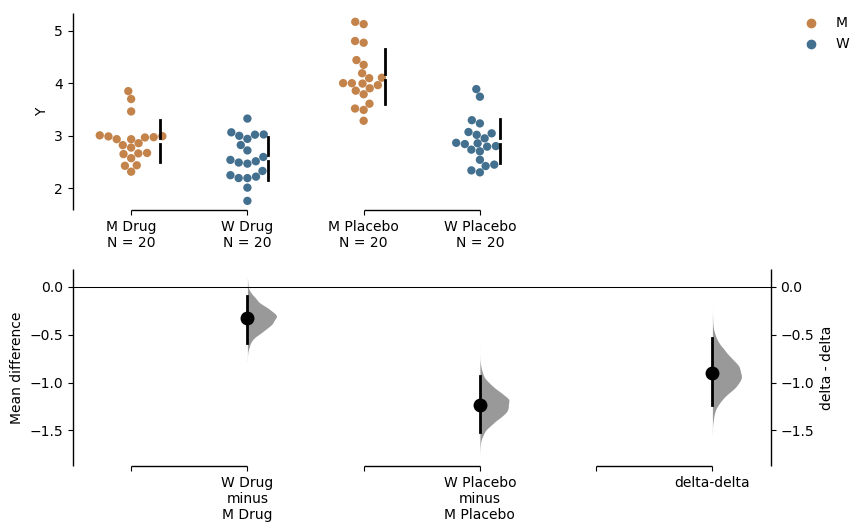 M
W
Y
5
4
3
2
M Drug
N = 20
W Drug
N = 20
M Placebo
N = 20
W Placebo
N = 20
Mean difference
0.0
−0.5
−1.0
−1.5
0.0
−0.5
−1.0
−1.5
delta - delta
W Drug
minus
M Drug
W Placebo
minus
M Placebo
delta-delta